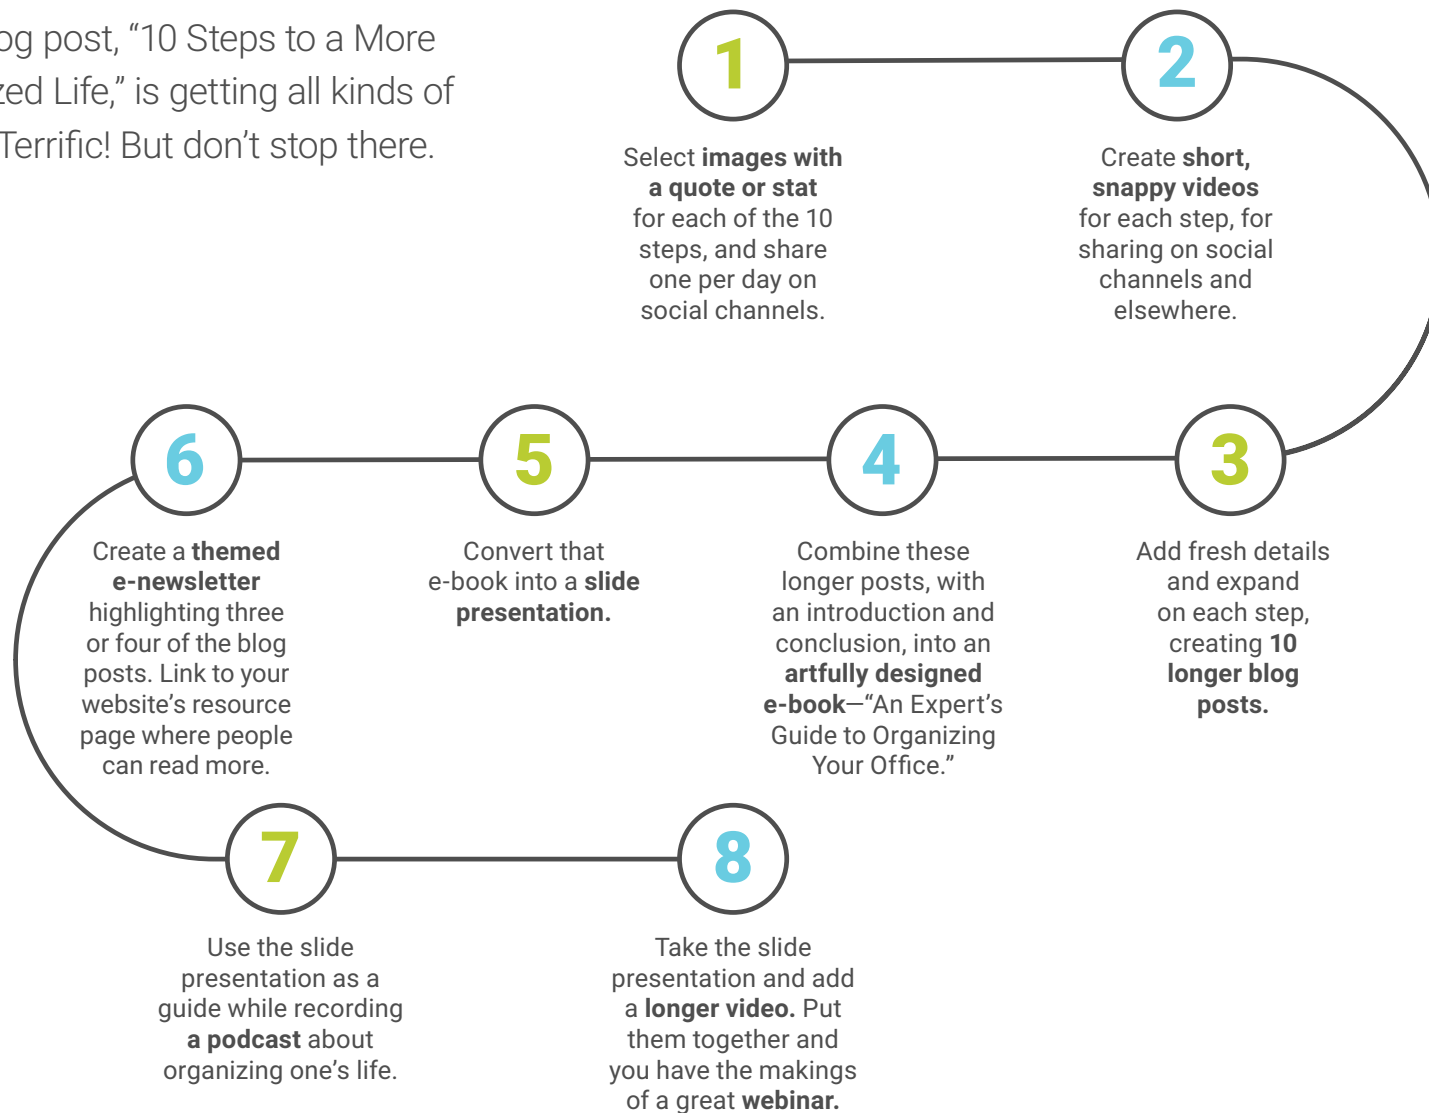 og post, “10 Steps to a More
zed Life,” is getting all kinds of
Terrific! But don’t stop there.
1
Select images with
a quote or stat
for each of the 10
steps, and share
one per day on
social channels.
2
Create short,
snappy videos
for each step, for
sharing on social
channels and
elsewhere.
3
Add fresh details
and expand
on each step,
creating 10
longer blog
posts.
4
Combine these
longer posts, with
an introduction and
conclusion, into an
artfully designed
e-book—“An Expert’s
Guide to Organizing
Your Office.”
5
Convert that
e-book into a slide
presentation.
6
Create a themed
e-newsletter
highlighting three
or four of the blog
posts. Link to your
website’s resource
page where people
can read more.
7
Use the slide
presentation as a
guide while recording
a podcast about
organizing one’s life.
8
Take the slide
presentation and add
a longer video. Put
them together and
you have the makings
of a great webinar.